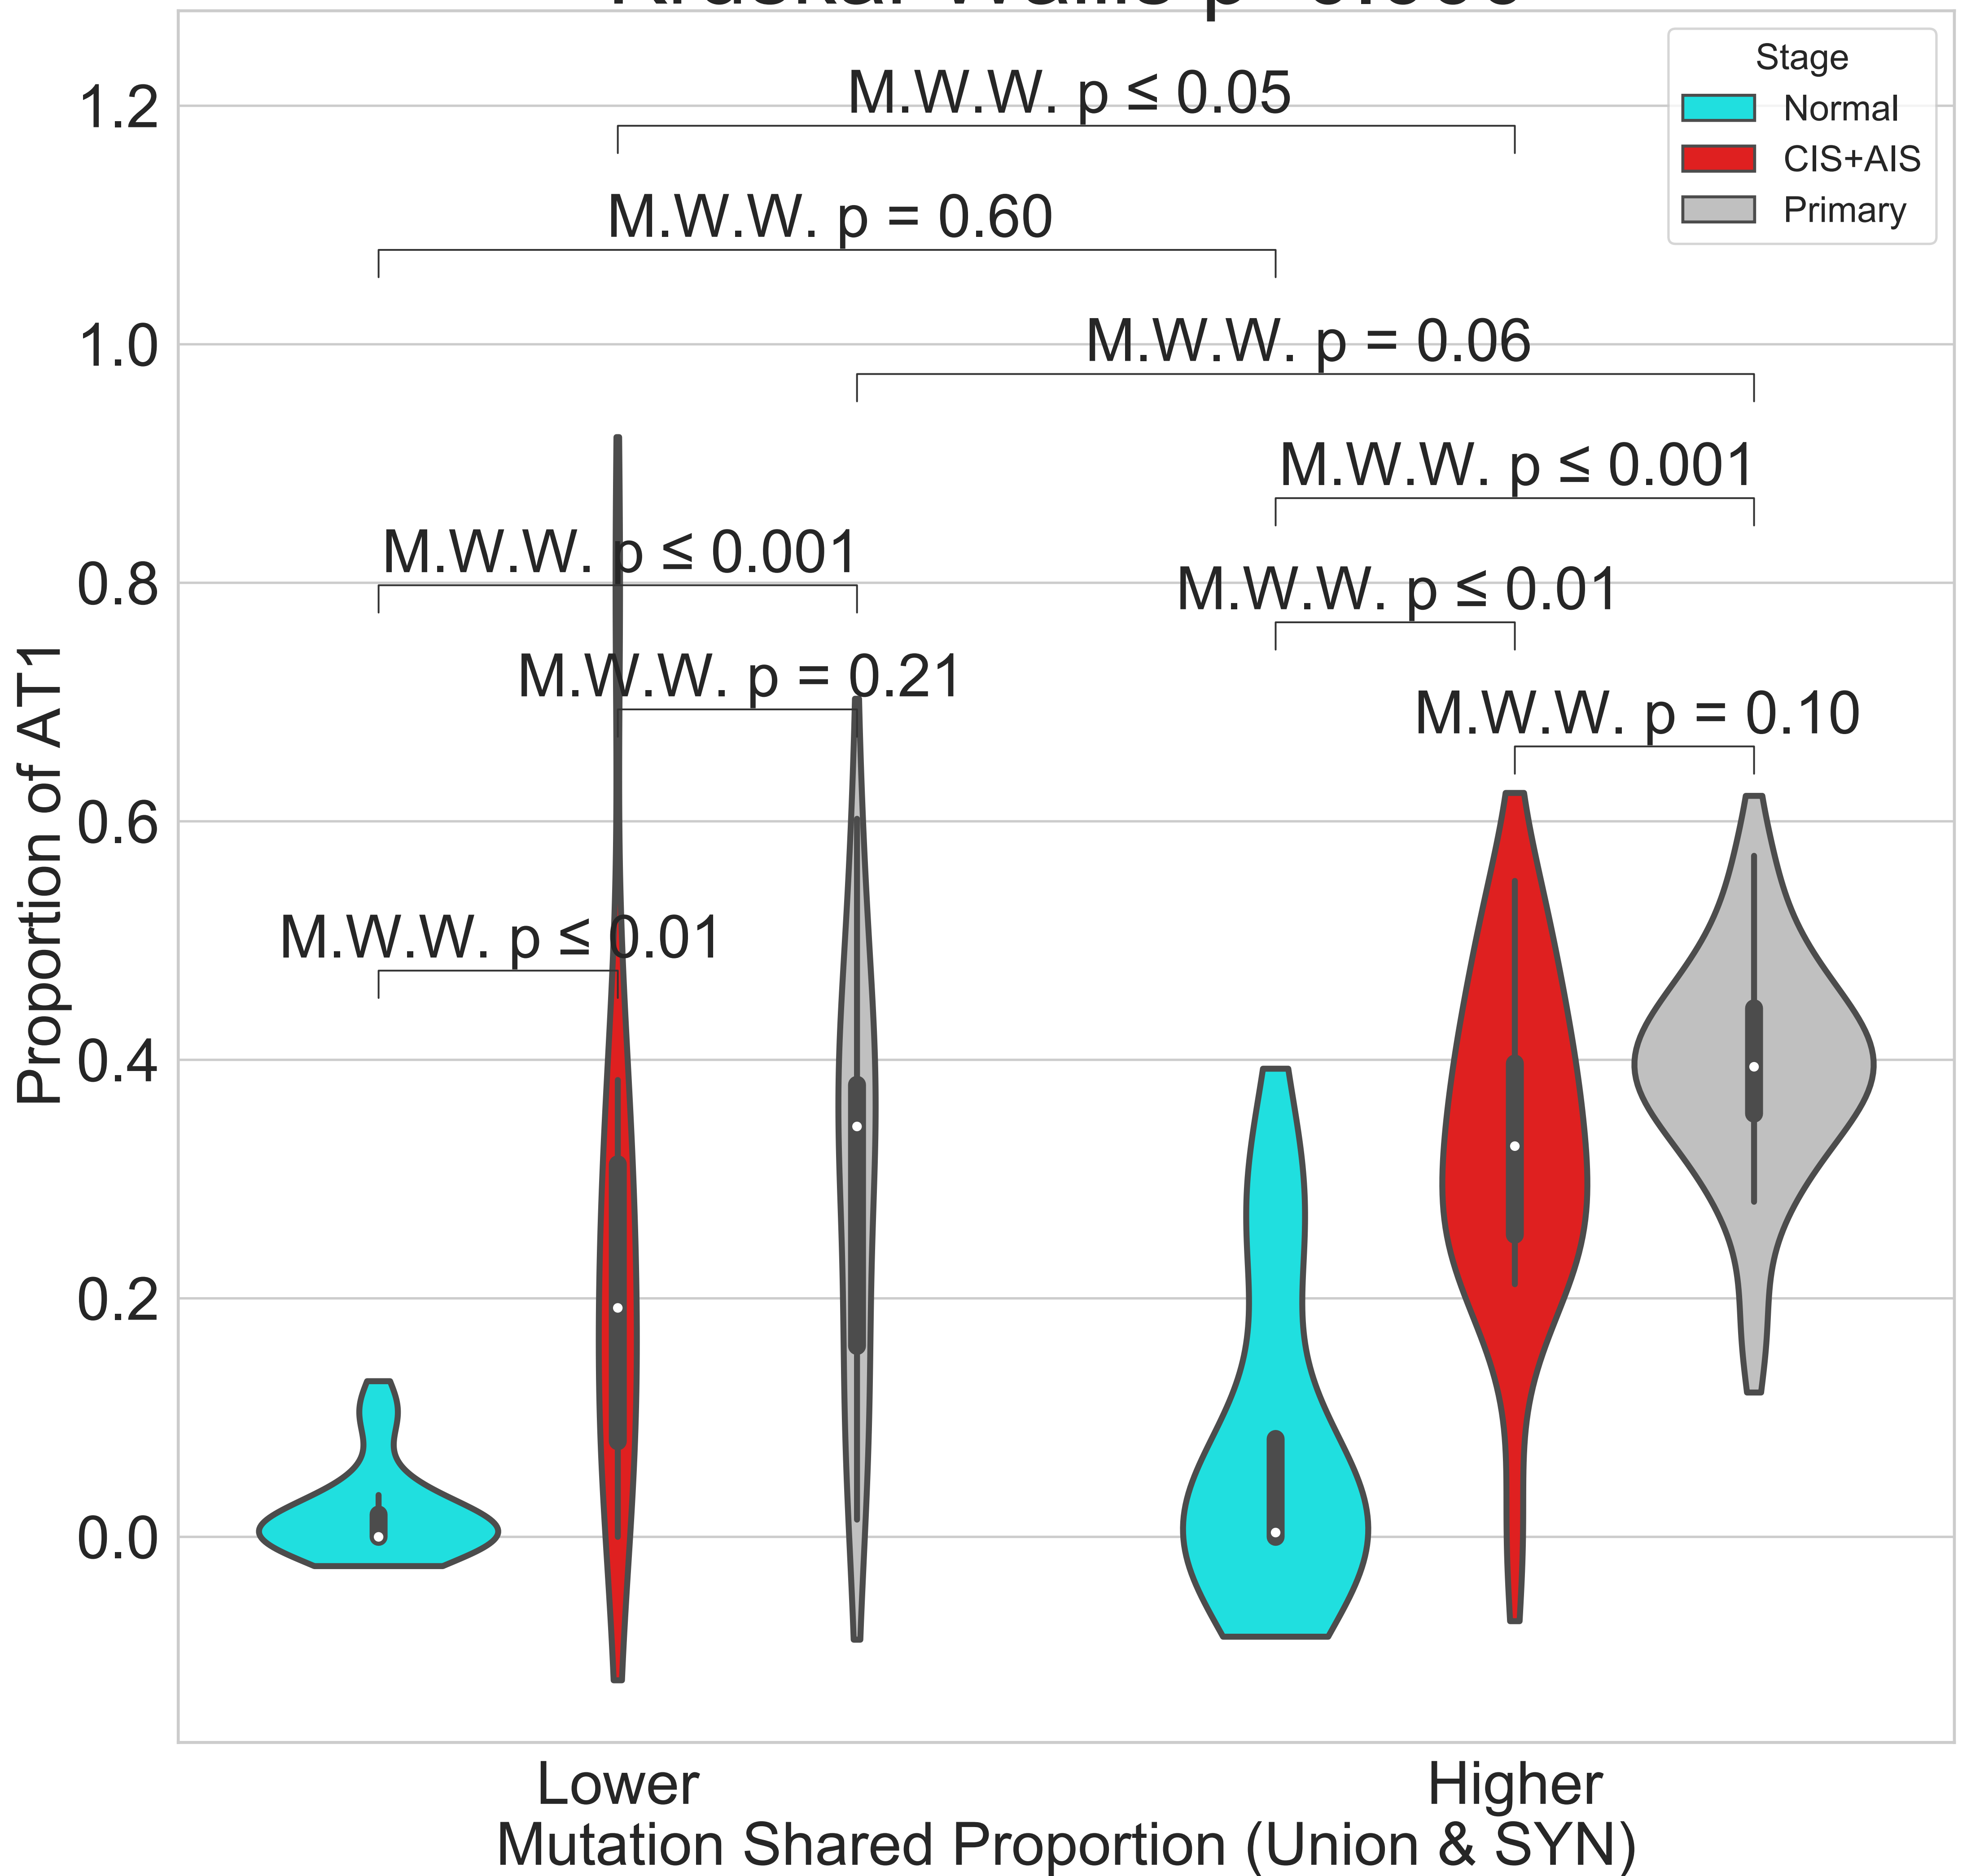 Stage
Normal
CIS+AIS
Primary
M.W.W. p ≤ 0.05
M.W.W. p = 0.60
M.W.W. p = 0.06
M.W.W. p ≤ 0.001
M.W.W. p ≤ 0.001
M.W.W. p ≤ 0.01
M.W.W. p = 0.21
M.W.W. p = 0.10
M.W.W. p ≤ 0.01
1.2
1.0
0.8
0.6
0.4
0.2
0.0
Proportion of AT1
Lower
Higher
Mutation Shared Proportion (Union & SYN)